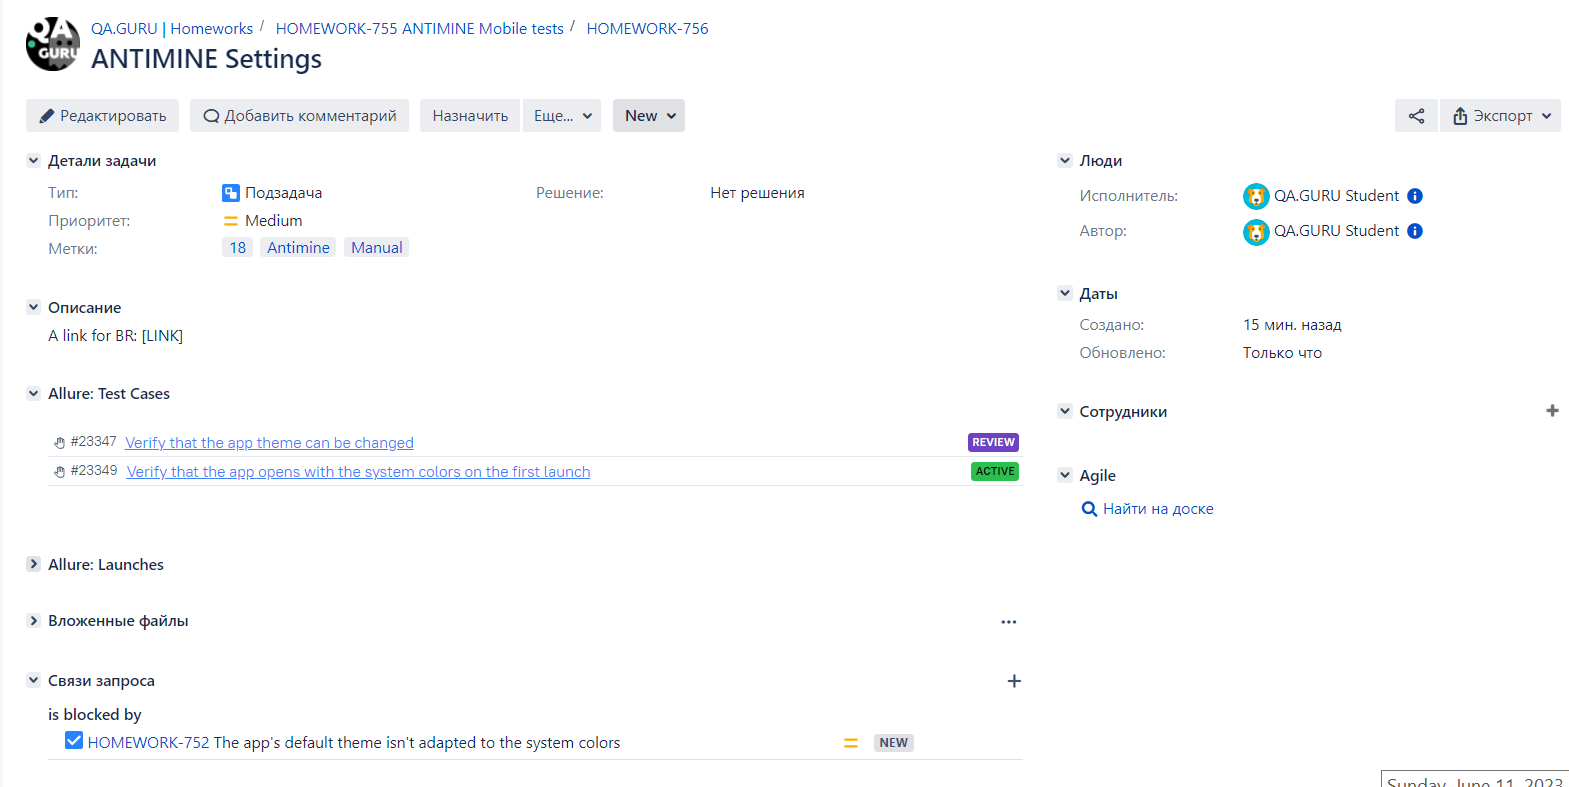 QA GURU
QA.GURU | Homeworks / HOMEWORK-755 ANTIMINE Mobile tests / HOMEWORK-756
ANTIMINE Settings
Редактировать Добавить комментарий Назначить Еще... New Экспорт
Детали задачи
Тип: Подзадача Решение: Нет решения
Приоритет: Medium
Метки: 18 Antimine Manual
Описание
A link for BR: [LINK]
Allure: Test Cases
#23347 Verify that the app theme can be changed REVIEW
#23349 Verify that the app opens with the system colors on the first launch ACTIVE
Allure: Launches
Вложенные файлы
Связи запроса
is blocked by
HOMEWORK-752 The app's default theme isn't adapted to the system colors NEW
Люди
Исполнитель: QA.GURU Student
Автор: QA.GURU Student
Даты
Создано: 15 мин. назад
Обновлено: Только что
Сотрудники
Agile
Найти на доске
Sunday, June 11, 2023